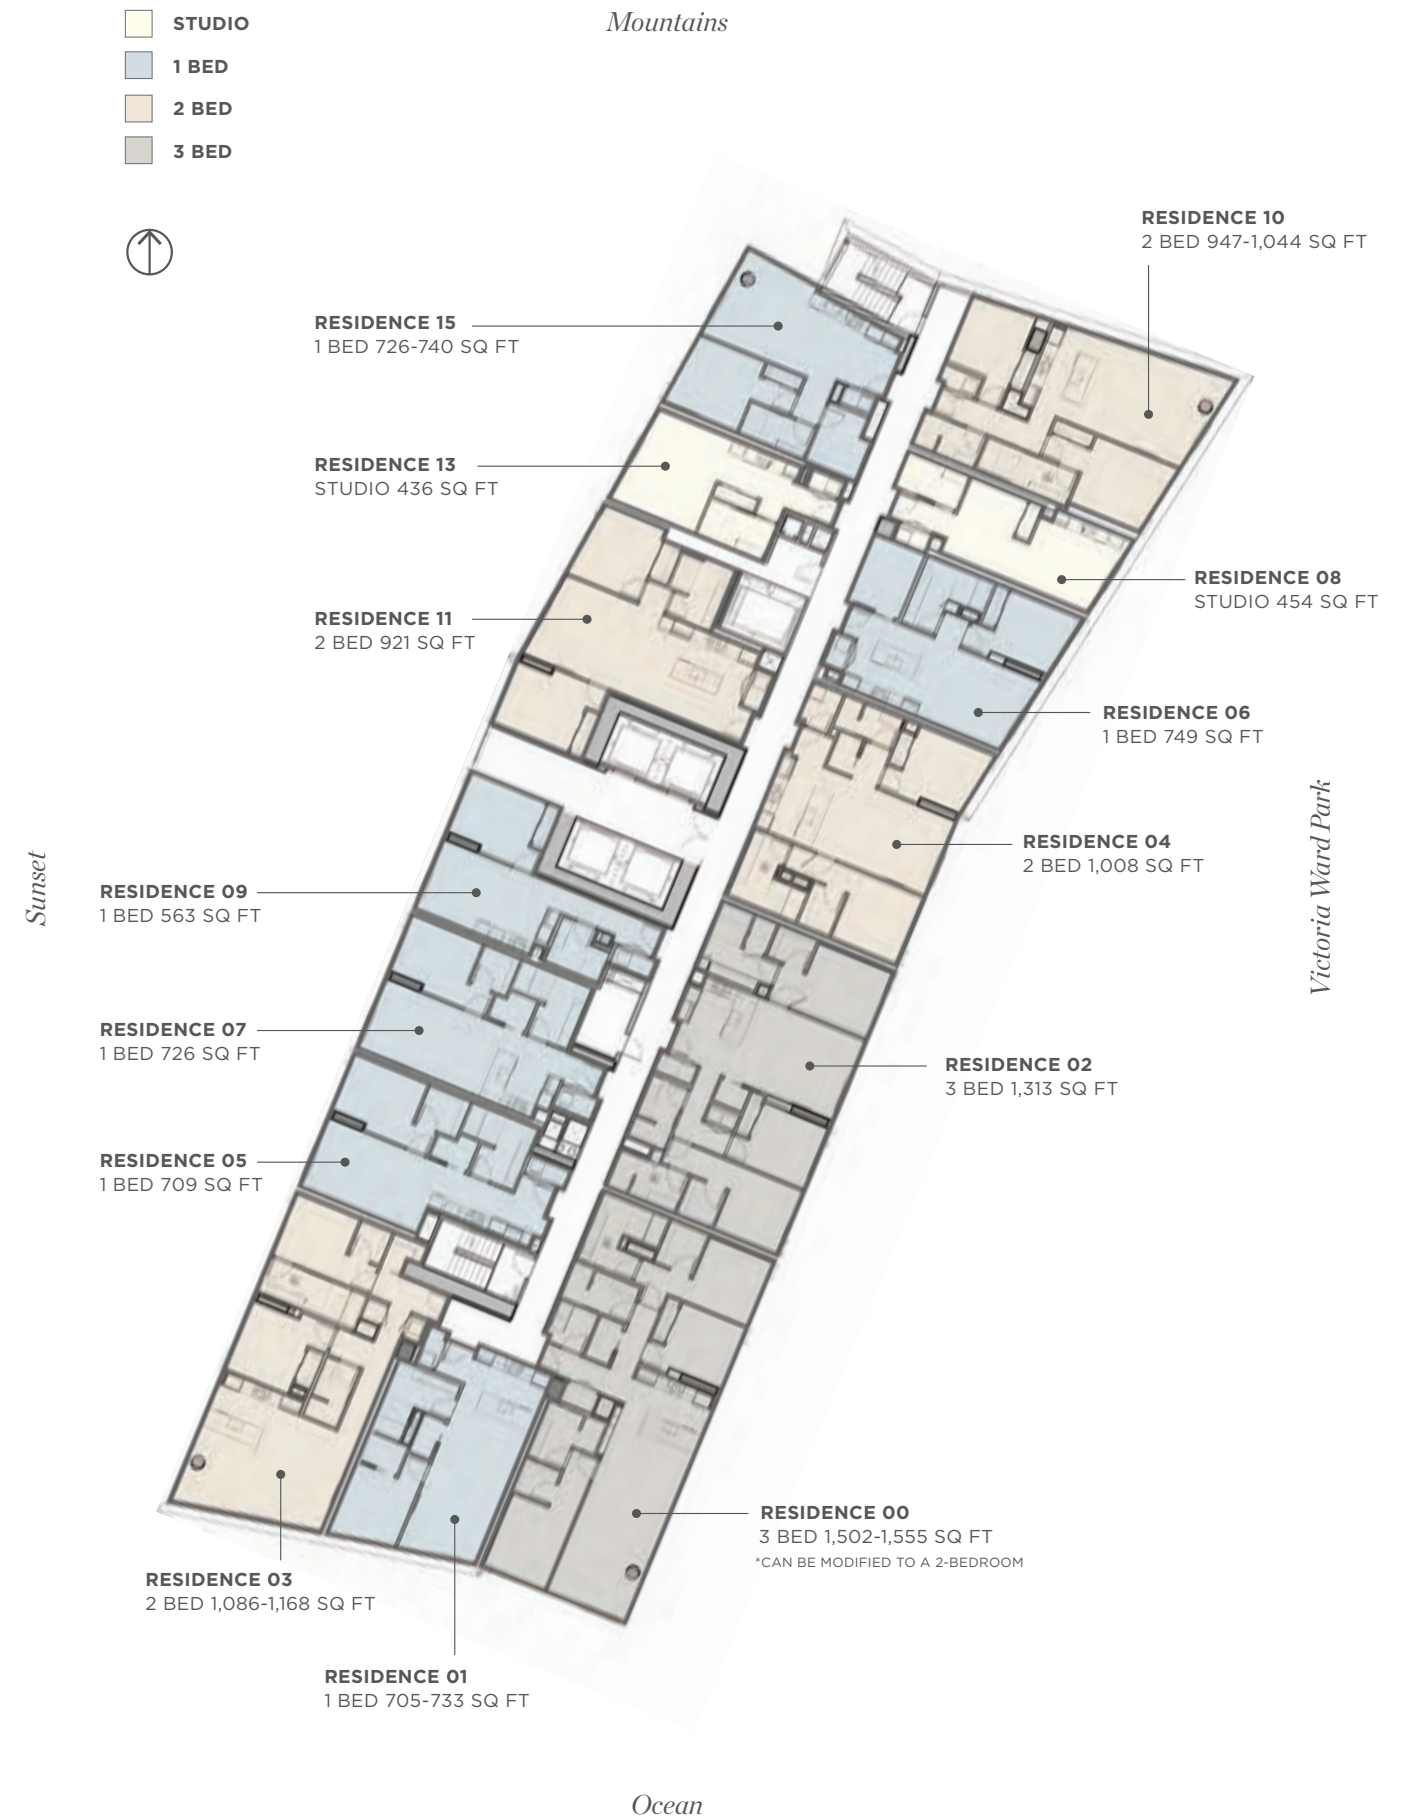 STUDIO
1 BED
2 BED
3 BED
Mountains
RESIDENCE 10
2 BED 947-1,044 SQ FT
RESIDENCE 15
1 BED 726-740 SQ FT
RESIDENCE 13
STUDIO 436 SQ FT
RESIDENCE 08
STUDIO 454 SQ FT
RESIDENCE 11
2 BED 921 SQ FT
RESIDENCE 06
1 BED 749 SQ FT
RESIDENCE 04
2 BED 1,008 SQ FT
Sunset
Victoria Ward Park
RESIDENCE 09
1 BED 563 SQ FT
RESIDENCE 07
1 BED 726 SQ FT
RESIDENCE 02
3 BED 1,313 SQ FT
RESIDENCE 05
1 BED 709 SQ FT
RESIDENCE 00
3 BED 1,502-1,555 SQ FT
*CAN BE MODIFIED TO A 2-BEDROOM
RESIDENCE 03
2 BED 1,086-1,168 SQ FT
RESIDENCE 01
1 BED 705-733 SQ FT
Ocean